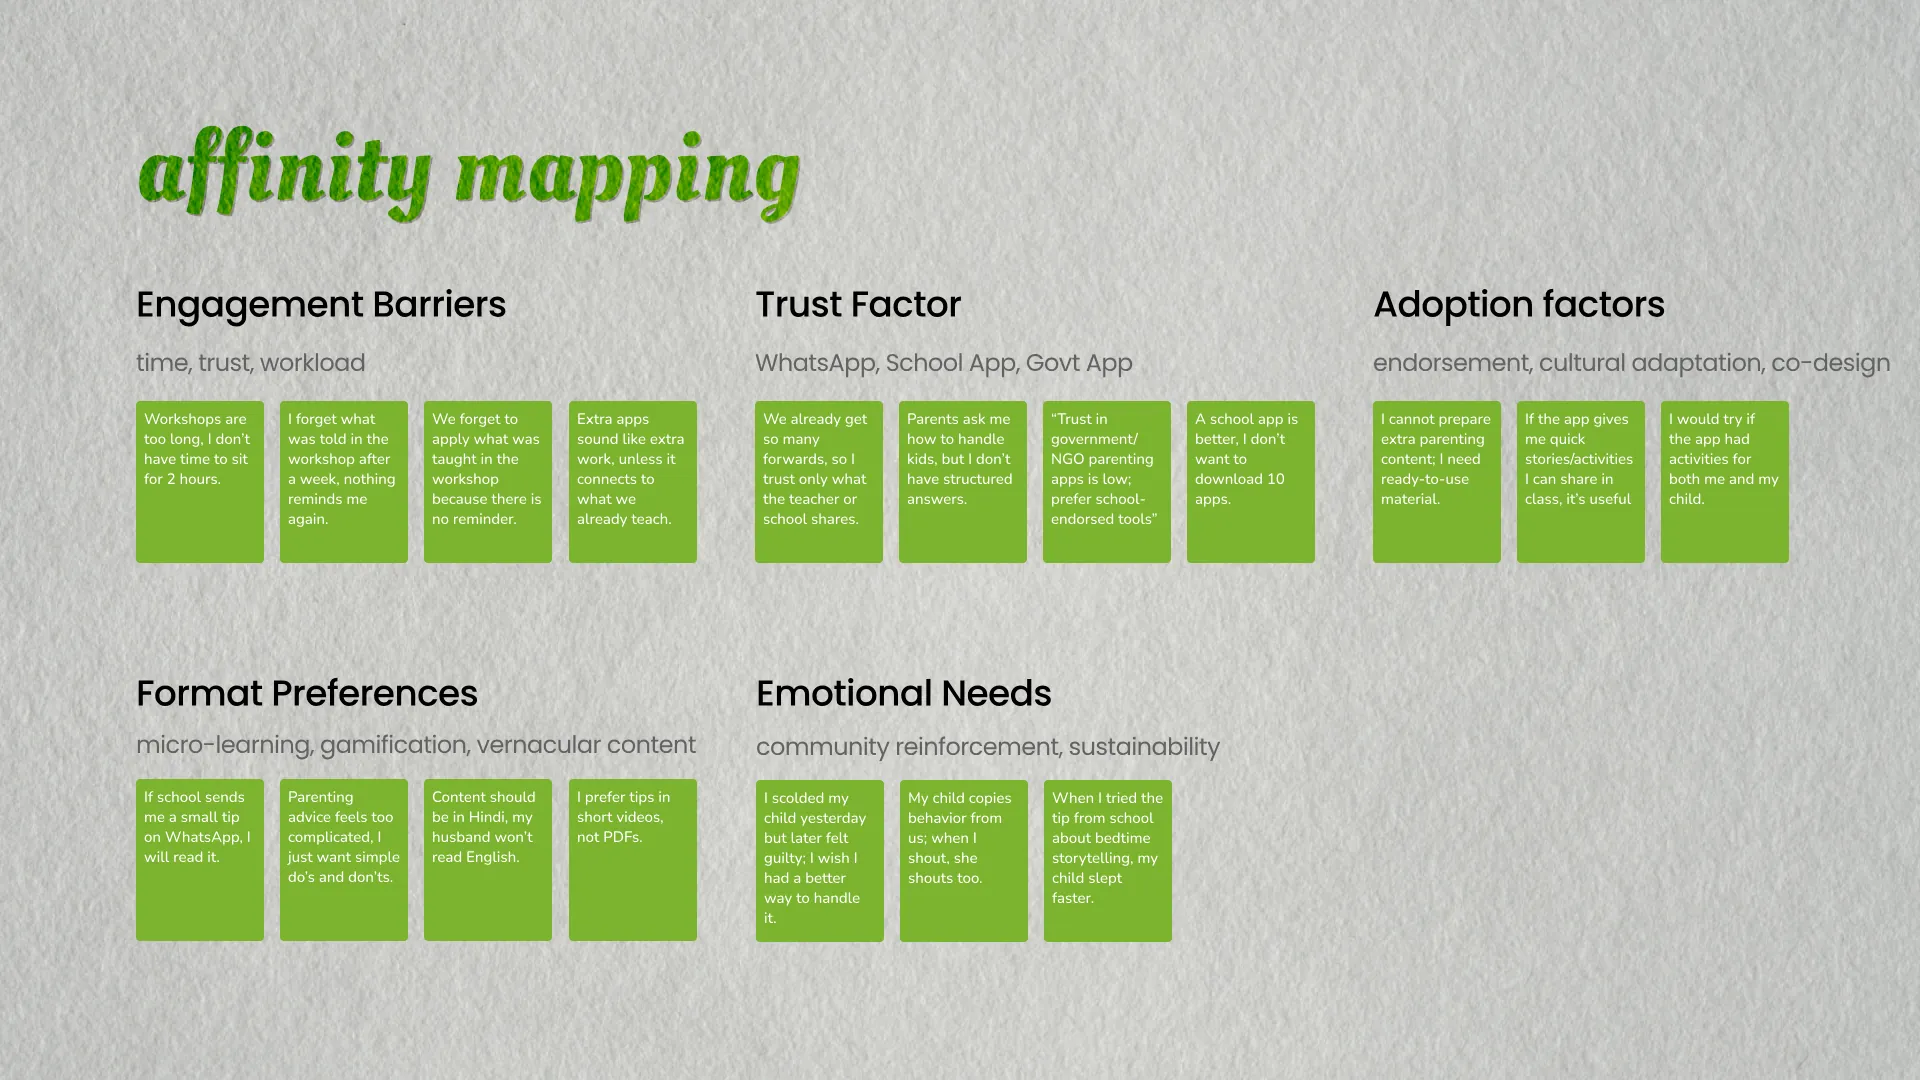 affinity mapping
Engagement Barriers
time, trust, workload
Workshops are
too long, I don’t
have time to sit
for 2 hours.
I forget what
was told in the
workshop after
a week, nothing
reminds me
again.
We forget to
apply what was
taught in the
workshop
because there is
no reminder.
Extra apps
sound like extra
work, unless it
connects to
what we
already teach.
Trust Factor
WhatsApp, School App, Govt App
We already get
so many
forwards, so I
trust only what
the teacher or
school shares.
Parents ask me
how to handle
kids, but I don’t
have structured
answers.
“Trust in
government/
NGO parenting
apps is low;
prefer school-
endorsed tools”
A school app is
better, I don’t
want to
download 10
apps.
Adoption factors
endorsement, cultural adaptation, co-design
I cannot prepare
extra parenting
content; I need
ready-to-use
material.
If the app gives
me quick
stories/activities
I can share in
class, it’s useful
I would try if
the app had
activities for
both me and my
child.
Format Preferences
micro-learning, gamification, vernacular content
If school sends
me a small tip
on WhatsApp, I
will read it.
Parenting
advice feels too
complicated, I
just want simple
do’s and don’ts.
Content should
be in Hindi, my
husband won’t
read English.
I prefer tips in
short videos,
not PDFs.
Emotional Needs
community reinforcement, sustainability
I scolded my
child yesterday
but later felt
guilty; I wish I
had a better
way to handle
it.
My child copies
behavior from
us; when I
shout, she
shouts too.
When I tried the
tip from school
about bedtime
storytelling, my
child slept
faster.